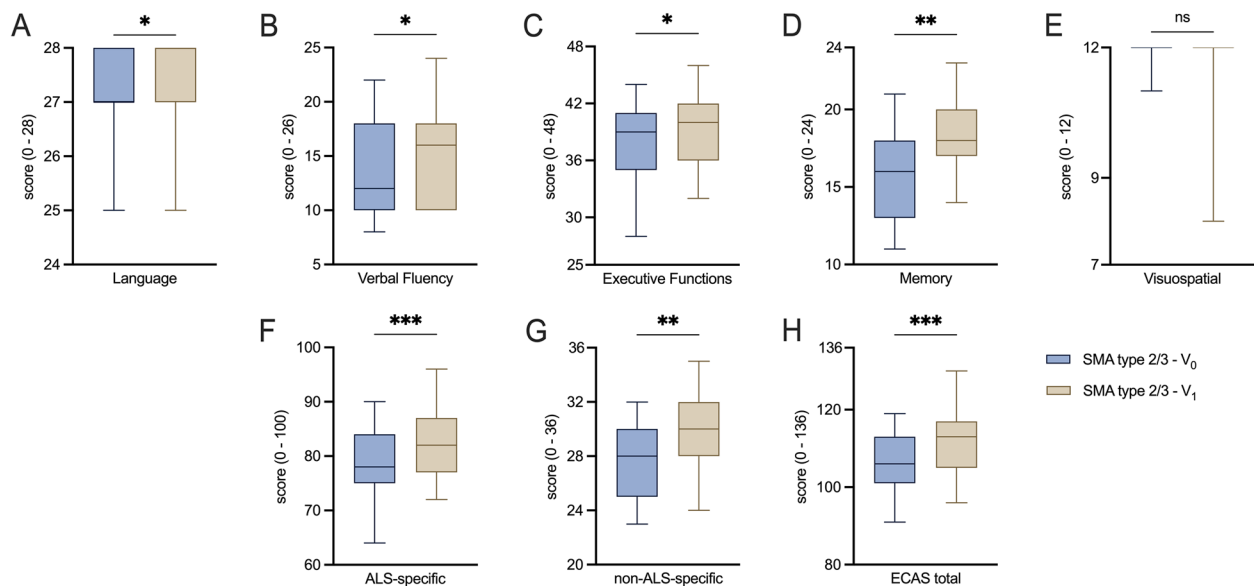 A
*
28
27
26
25
24
score (0 - 28)
Language
B
*
25
20
15
10
5
score (0 - 26)
Verbal Fluency
C
*
48
42
36
30
25
score (0 - 48)
Executive Functions
D
**
24
20
15
10
score (0 - 24)
Memory
E
ns
12
9
7
score (0 - 12)
Visuospatial
F
***
100
90
80
70
60
score (0 - 100)
ALS-specific
G
**
36
32
28
24
20
score (0 - 36)
non-ALS-specific
H
***
136
120
100
80
score (0 - 136)
ECAS total
SMA type 2/3 - V₀
SMA type 2/3 - V₁